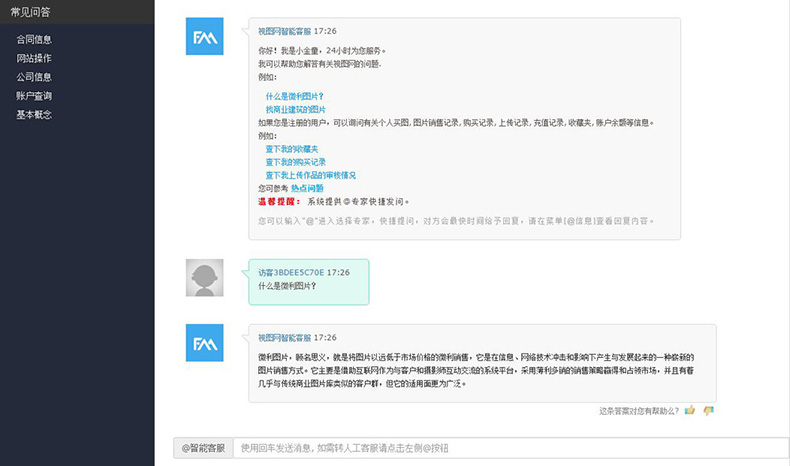 常见问答
合同信息
网站操作
公司信息
账户查询
基本概念
FM
视图网智能客服 17:26
你好！我是小金童，24小时为您服务。
我可以帮助您解答有关视图网的问题.
例如:
什么是微利图片?
找商业建筑的图片
如果您是注册的用户，可以询问有关个人买图,图片销售记录,购买记录,上传记录,充值记录,收藏夹,账户余额等信息。
例如:
查下我的收藏夹
查下我的购买记录
查下我上传作品的审核情况
您可参考 热点问题
温馨提醒： 系统提供@专家快捷发问。
您可以输入"@"进入选择专家，快捷提问，对方会最快时间给予回复，请在菜单[@信息]查看回复内容。
访客3BDEE5C70E 17:26
什么是微利图片?
FM
视图网智能客服 17:26
微利图片，顾名思义，就是将图片以远低于市场价格的微利销售，它是在信息、网络技术冲击和影响下产生与发展起来的一种崭新的
图片销售方式。它主要是借助互联网作为与客户和摄影师互动交流的系统平台，采用薄利多销的销售策略赢得和占领市场，并且有着
几乎与传统商业图片库类似的客户群，但它的适用面更为广泛。
这条答案对您有帮助么?
@智能客服
使用回车发送消息，如需转人工客服请点击左侧@按钮